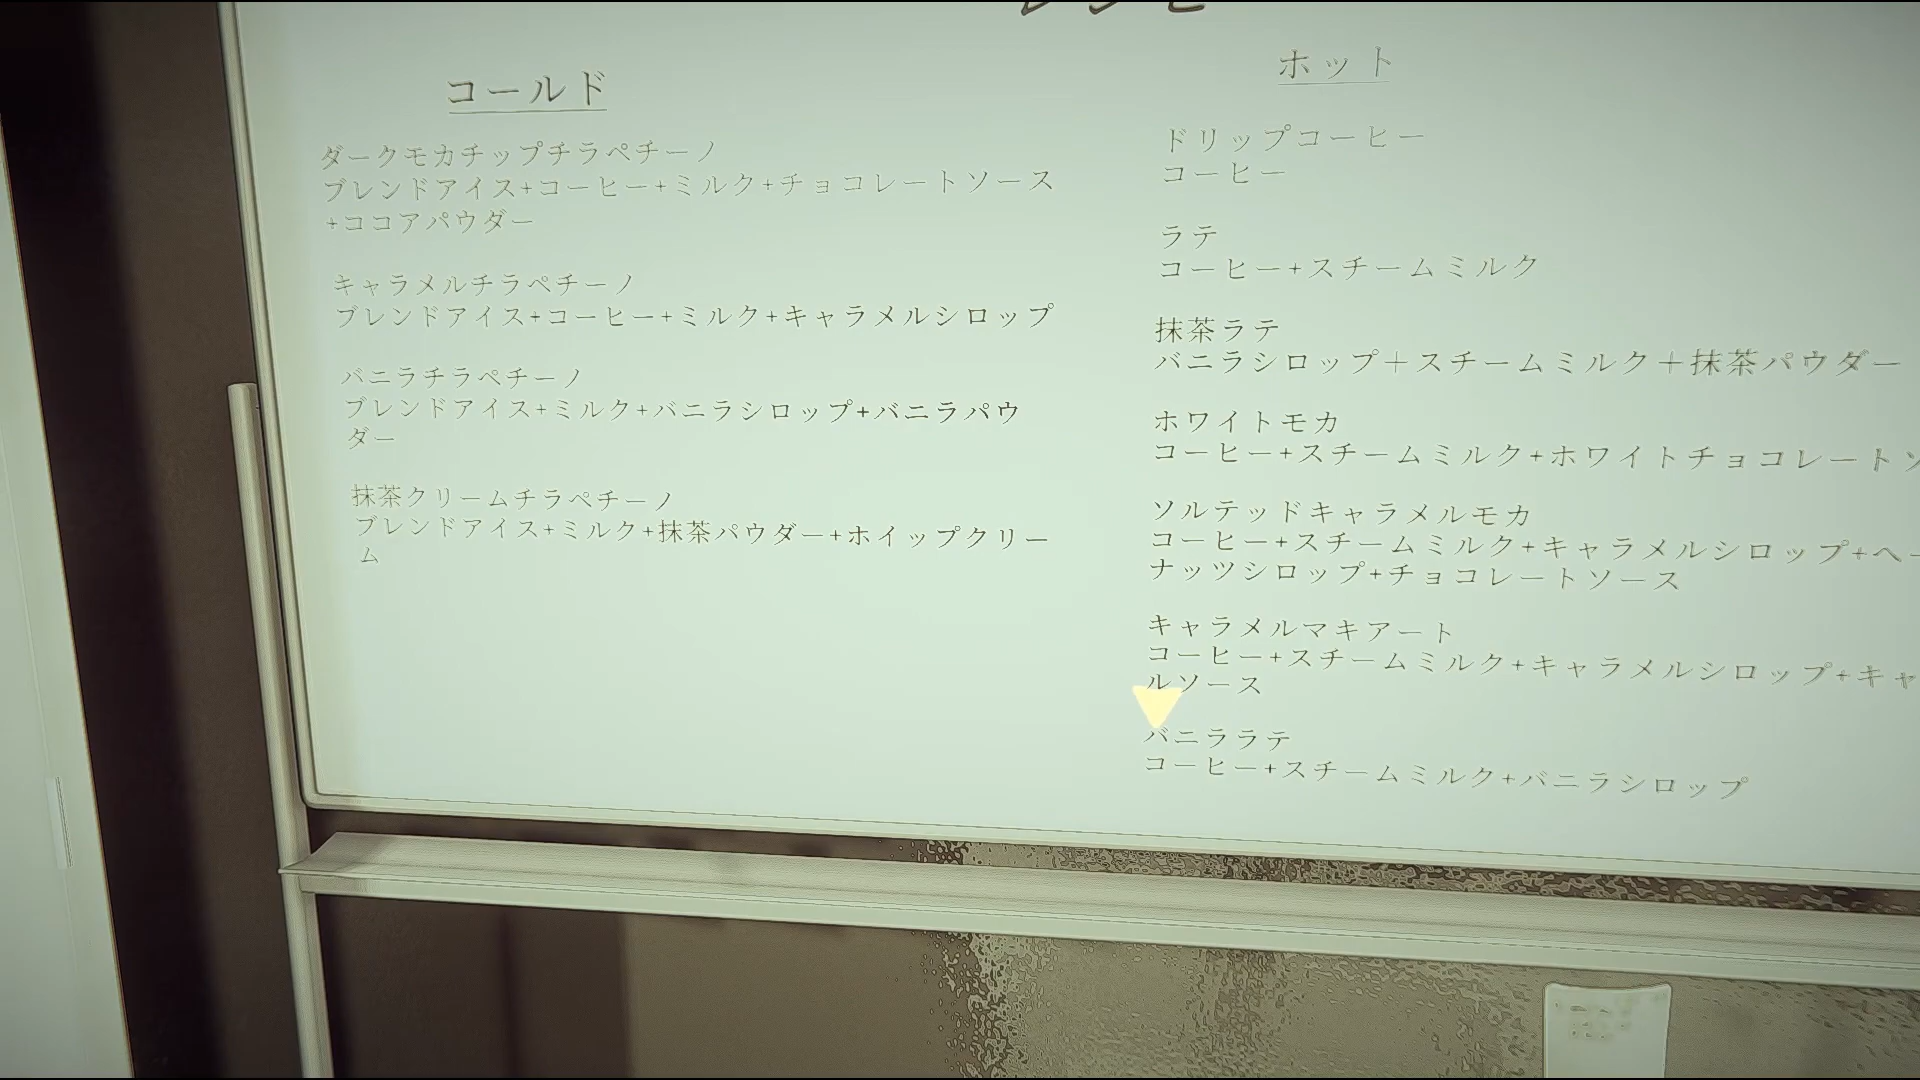 レシピ
コールド
ダークモカチップチラペチーノ
ブレンドアイス+コーヒー+ミルク+チョコレートソース
+ココアパウダー
キャラメルチラペチーノ
ブレンドアイス+コーヒー+ミルク+キャラメルシロップ
バニラチラペチーノ
ブレンドアイス+ミルク+バニラシロップ+バニラパウ
ダー
抹茶クリームチラペチーノ
ブレンドアイス+ミルク+抹茶パウダー+ホイップクリー
ム
ホット
ドリップコーヒー
コーヒー
ラテ
コーヒー+スチームミルク
抹茶ラテ
バニラシロップ+スチームミルク+抹茶パウダー
ホワイトモカ
コーヒー+スチームミルク+ホワイトチョコレートソ
ソルテッドキャラメルモカ
コーヒー+スチームミルク+キャラメルシロップ+ヘー
ナッツシロップ+チョコレートソース
キャラメルマキアート
コーヒー+スチームミルク+キャラメルシロップ+キャ
ルソース
バニララテ
コーヒー+スチームミルク+バニラシロップ